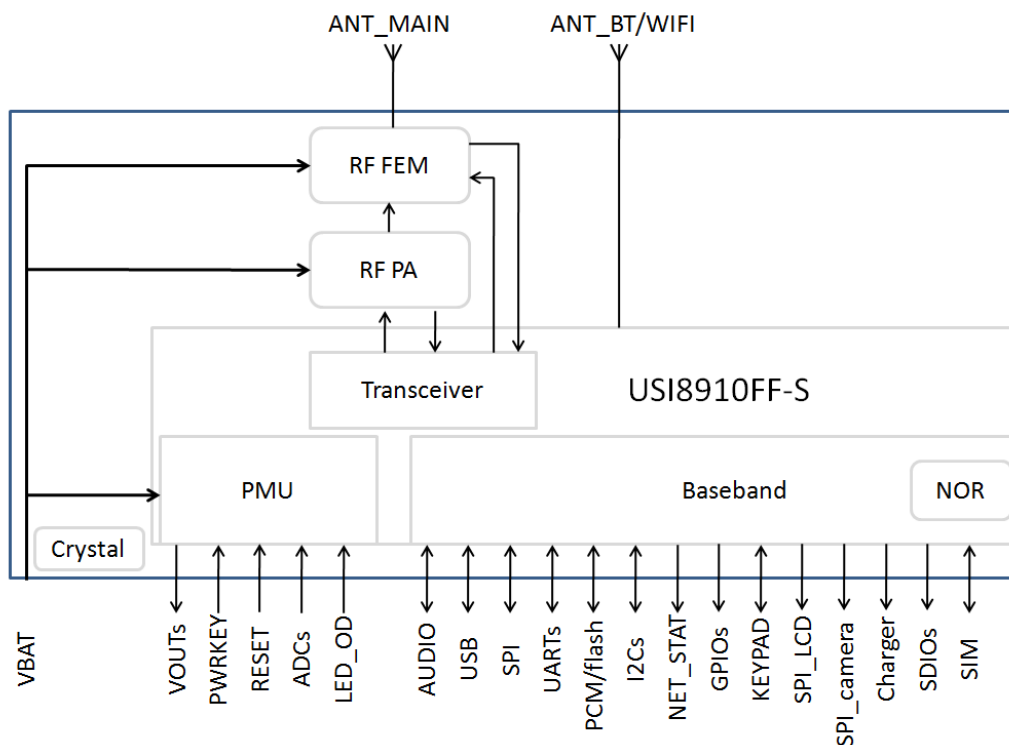 ANT_MAIN
ANT_BT/WIFI
RF FEM
RF PA
Transceiver
USI8910FF-S
PMU
Baseband
NOR
Crystal
VBAT
VOUTs
PWRKEY
RESET
ADCs
LED_OD
AUDIO
USB
SPI
UARTs
PCM/flash
I2Cs
NET_STAT
GPIOs
KEYPAD
SPI_LCD
SPI_camera
Charger
SDIOs
SIM